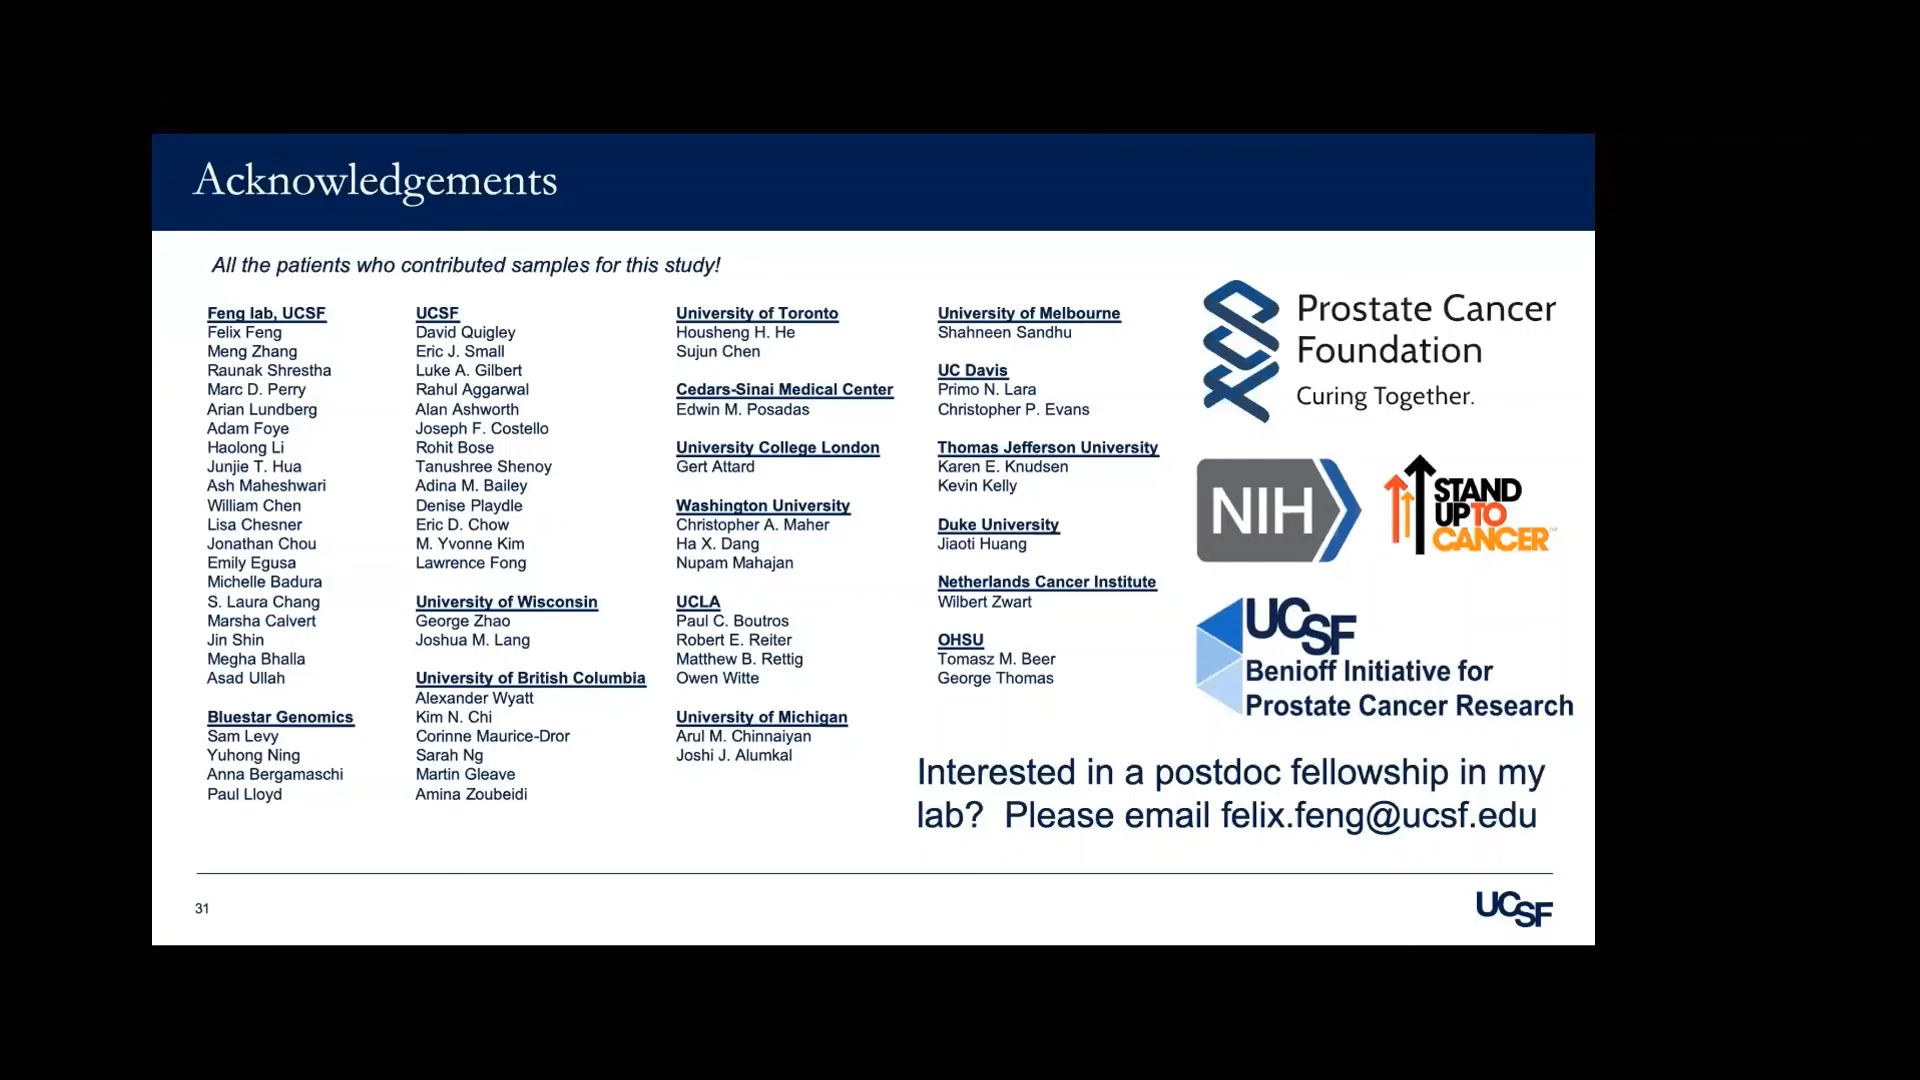 Acknowledgements
All the patients who contributed samples for this study!
Feng lab, UCSF
Felix Feng
Meng Zhang
Raunak Shrestha
Marc D. Perry
Arian Lundberg
Adam Foye
Haolong Li
Junjie T. Hua
Ash Maheshwari
William Chen
Lisa Chesner
Jonathan Chou
Emily Egusa
Michelle Badura
S. Laura Chang
Marsha Calvert
Jin Shin
Megha Bhalla
Asad Ullah
Bluestar Genomics
Sam Levy
Yuhong Ning
Anna Bergamaschi
Paul Lloyd
UCSF
David Quigley
Eric J. Small
Luke A. Gilbert
Rahul Aggarwal
Alan Ashworth
Joseph F. Costello
Rohit Bose
Tanushree Shenoy
Adina M. Bailey
Denise Playdle
Eric D. Chow
M. Yvonne Kim
Lawrence Fong
University of Wisconsin
George Zhao
Joshua M. Lang
University of British Columbia
Alexander Wyatt
Kim N. Chi
Corinne Maurice-Dror
Sarah Ng
Martin Gleave
Amina Zoubeidi
University of Toronto
Housheng H. He
Sujun Chen
Cedars-Sinai Medical Center
Edwin M. Posadas
University College London
Gert Attard
Washington University
Christopher A. Maher
Ha X. Dang
Nupam Mahajan
UCLA
Paul C. Boutros
Robert E. Reiter
Matthew B. Rettig
Owen Witte
University of Michigan
Arul M. Chinnaiyan
Joshi J. Alumkal
University of Melbourne
Shahneen Sandhu
UC Davis
Primo N. Lara
Christopher P. Evans
Thomas Jefferson University
Karen E. Knudsen
Kevin Kelly
Duke University
Jiaoti Huang
Netherlands Cancer Institute
Wilbert Zwart
OHSU
Tomasz M. Beer
George Thomas
Prostate Cancer
Foundation
Curing Together.
NIH
STAND
UPTO
CANCER™
UCSF
Benioff Initiative for
Prostate Cancer Research
Interested in a postdoc fellowship in my
lab? Please email felix.feng@ucsf.edu
31
UCSF